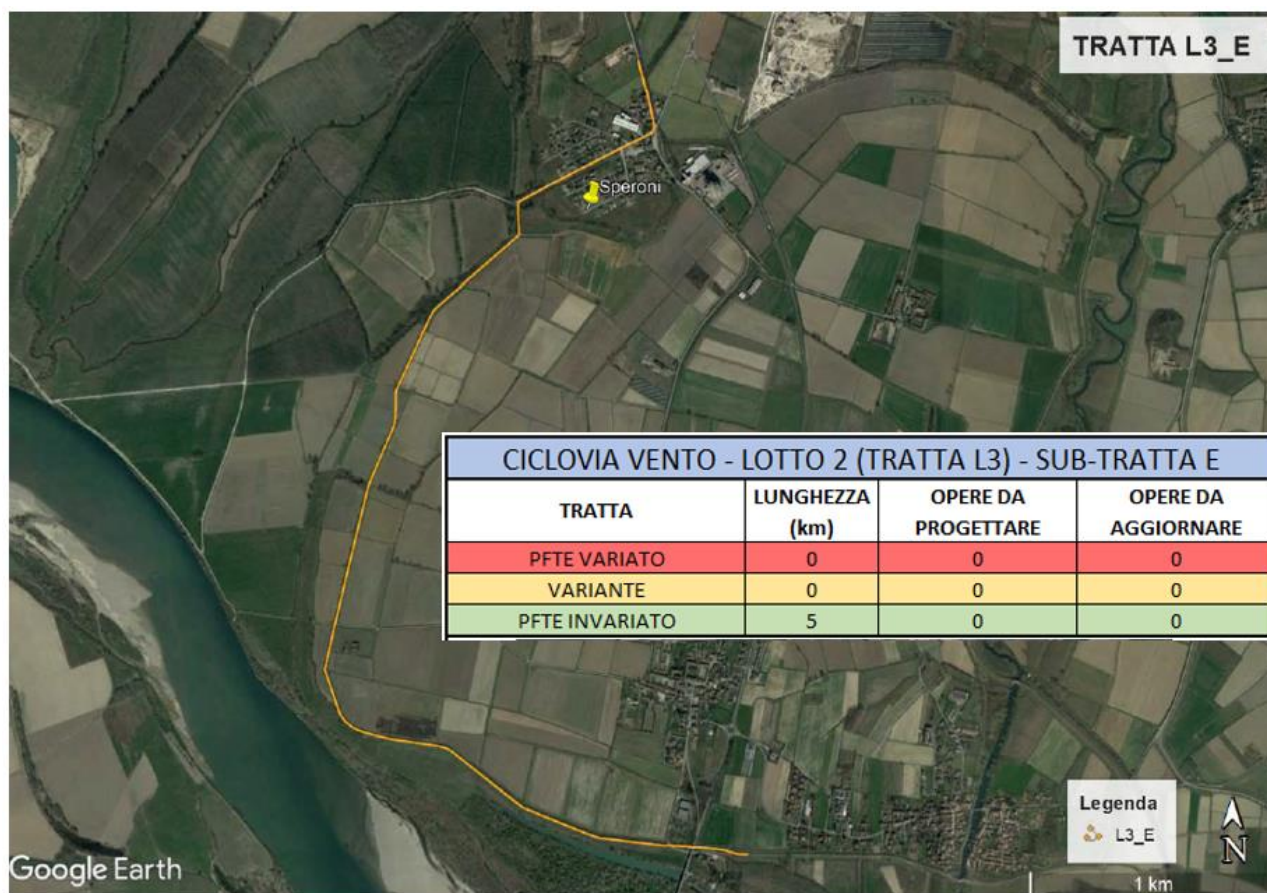 TRATTA L3_E
Speroni
CICLOVIA VENTO - LOTTO 2 (TRATTA L3) - SUB-TRATTA E
TRATTA LUNGHEZZA (km) OPERE DA PROGETTARE OPERE DA AGGIORNARE
PFTE VARIATO 0 0 0
VARIANTE 0 0 0
PFTE INVARIATO 5 0 0
Legenda
L3_E
N
Google Earth
1 km